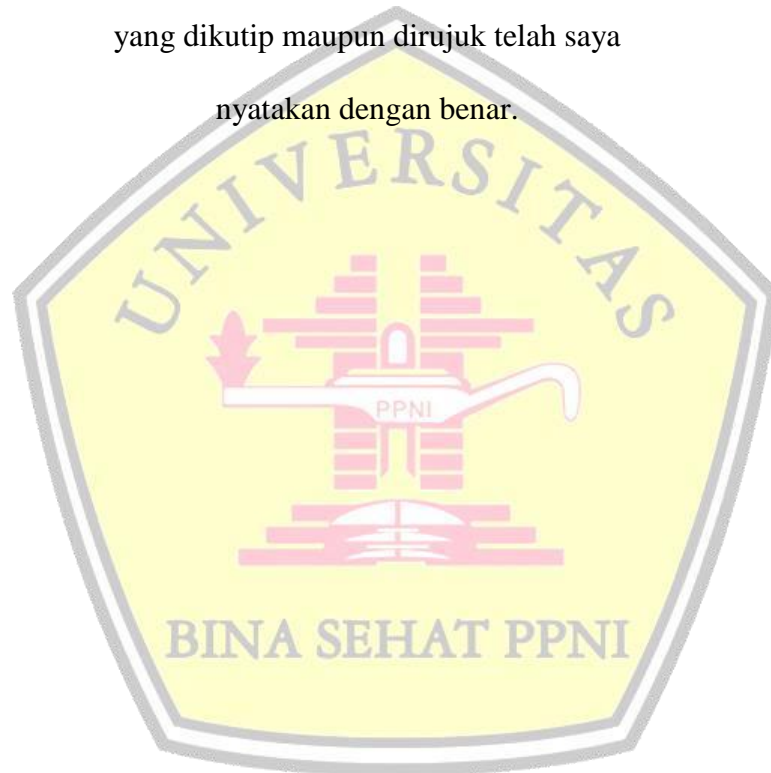 yang dikutip maupun dirujuk telah saya
nyatakan dengan benar.
UNIVERSITAS
PPNI
BINA SEHAT PPNI